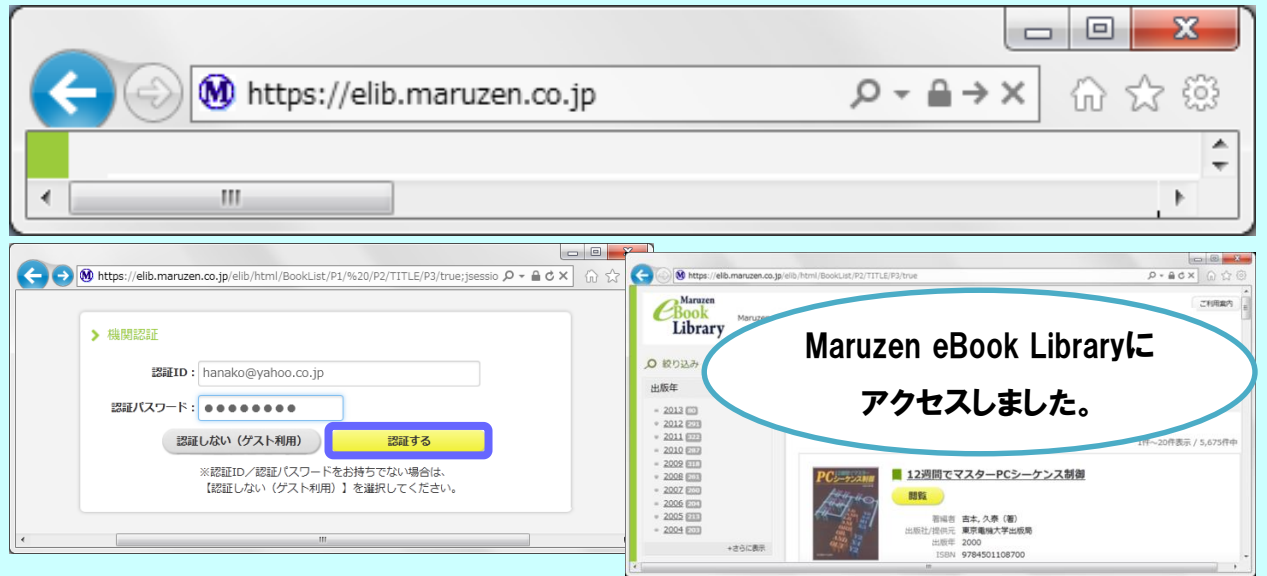 https://elib.maruzen.co.jp
https://elib.maruzen.co.jp/elib/html/BookList/P1/%20/P2/TITLE/P3/true;jsessio
機関認証
認証ID：
hanako@yahoo.co.jp
認証パスワード：
●●●●●●●●
認証しない（ゲスト利用）
認証する
※認証ID／認証パスワードをお持ちでない場合は、
【認証しない（ゲスト利用）】を選択してください。
https://elib.maruzen.co.jp/elib/html/BookList/P2/TITLE/P3/true
Maruzen
eBook
Library
Maruzen
ご利用案内
Maruzen eBook Libraryに
アクセスしました。
絞り込み
出版年
2013
2012
2011
2010
2009
2008
2007
2006
2005
2004
+さらに表示
1件～20件表示 / 5,675件中
12週間でマスターPCシーケンス制御
閲覧
著編者 吉本, 久泰（著）
出版社/提供元 東京電機大学出版局
出版年 2000
ISBN 9784501108700